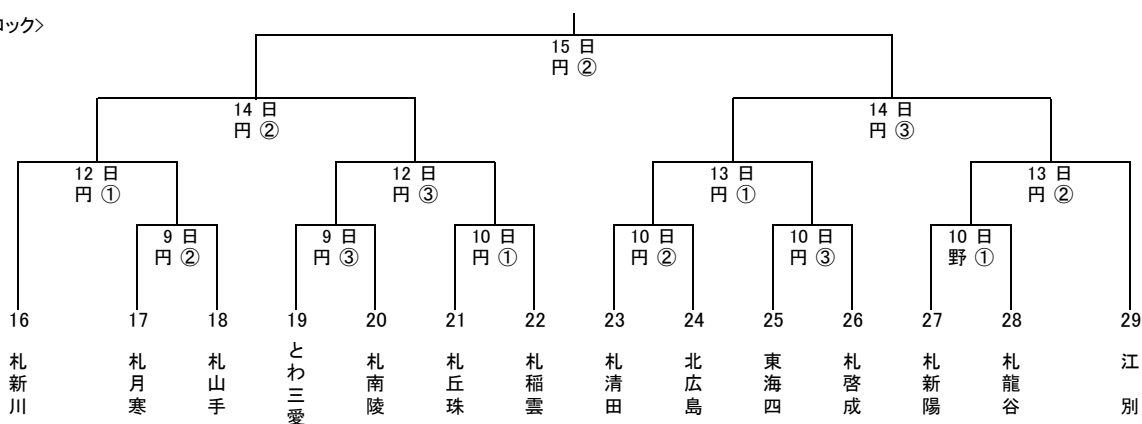 ロック>
15 日
円 ②
14 日
円 ②
14 日
円 ③
12 日
円 ①
12 日
円 ③
13 日
円 ①
13 日
円 ②
9 日
円 ②
9 日
円 ③
10 日
円 ①
10 日
円 ②
10 日
円 ③
10 日
野 ①
16 17 18 19 20 21 22 23 24 25 26 27 28 29
札新川
札月寒
札山手
とわ三愛
札南陵
札丘珠
札稲雲
札清田
北広島
東海四
札啓成
札新陽
札龍谷
江別